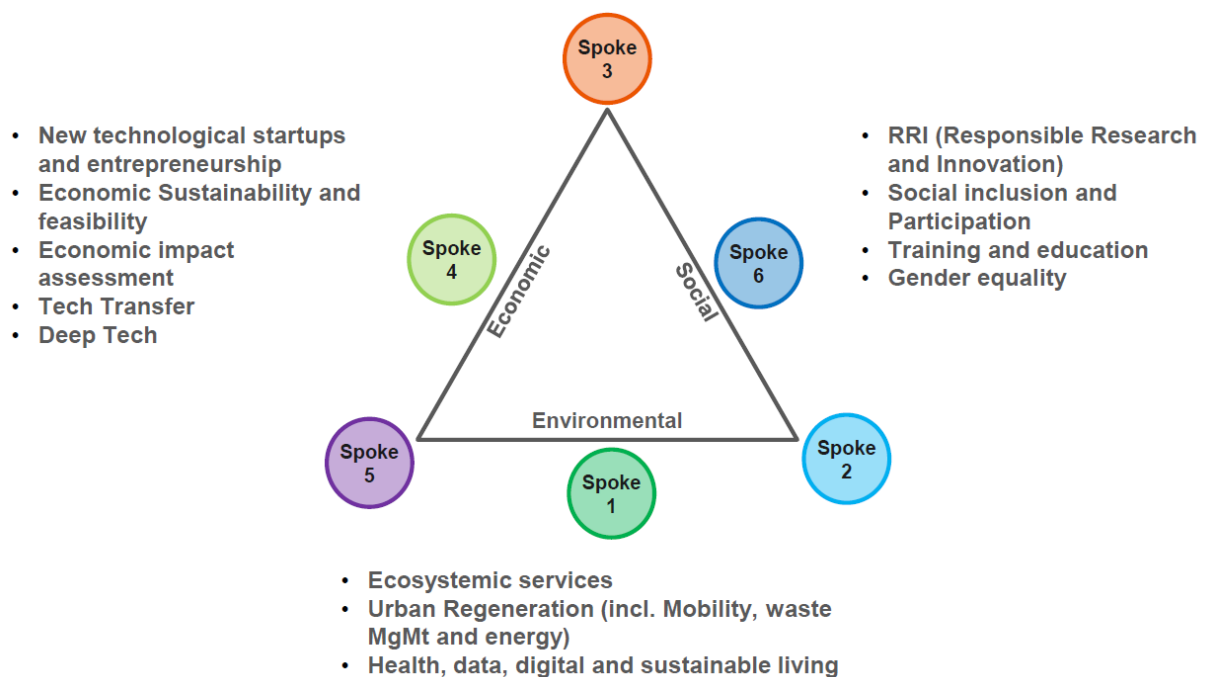 Spoke
3
• New technological startups
and entrepreneurship
• Economic Sustainability and
feasibility
• Economic impact
assessment
• Tech Transfer
• Deep Tech
Spoke
4
Economic
Social
Spoke
6
• RRI (Responsible Research
and Innovation)
• Social inclusion and
Participation
• Training and education
• Gender equality
Environmental
Spoke
5
Spoke
1
Spoke
2
• Ecosystemic services
• Urban Regeneration (incl. Mobility, waste
MgMt and energy)
• Health, data, digital and sustainable living